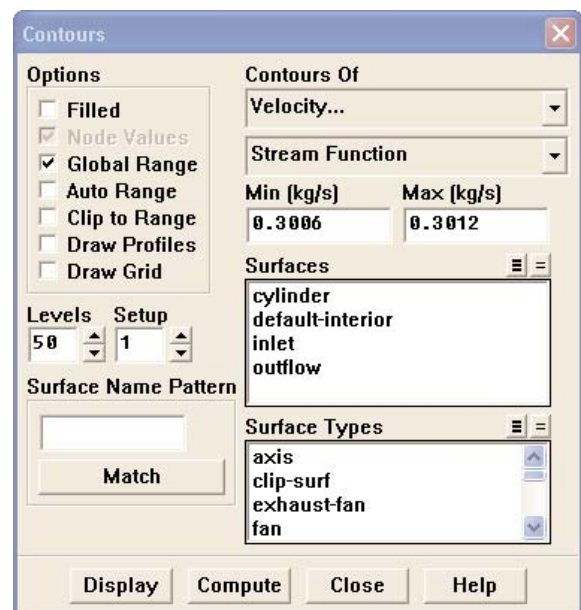 Contours
Options
Filled
Node Values
Global Range
Auto Range
Clip to Range
Draw Profiles
Draw Grid
Levels Setup
50 1
Surface Name Pattern
Match
Contours Of
Velocity...
Stream Function
Min (kg/s) Max (kg/s)
0.3006 0.3012
Surfaces
cylinder
default-interior
inlet
outflow
Surface Types
axis
clip-surf
exhaust-fan
fan
Display Compute Close Help